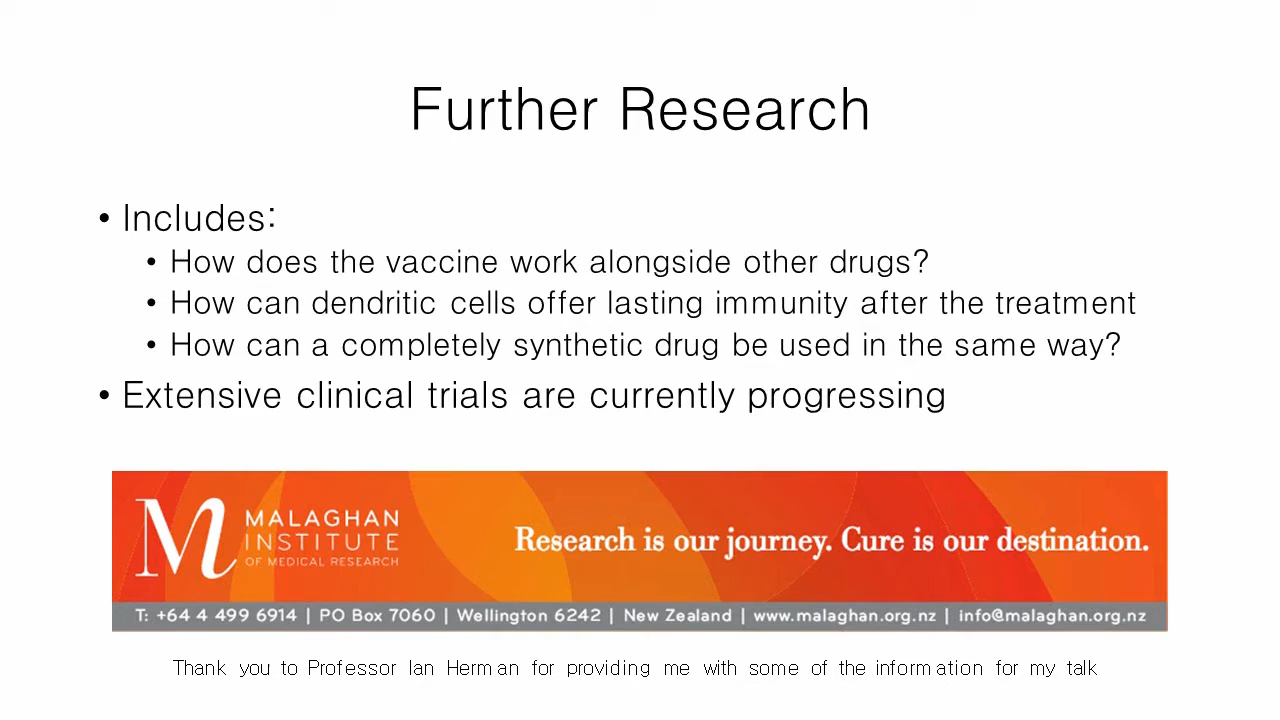 Further Research
• Includes:
• How does the vaccine work alongside other drugs?
• How can dendritic cells offer lasting immunity after the treatment
• How can a completely synthetic drug be used in the same way?
• Extensive clinical trials are currently progressing
M MALAGHAN
INSTITUTE
OF MEDICAL RESEARCH
Research is our journey. Cure is our destination.
T: +64 4 499 6914 | PO Box 7060 | Wellington 6242 | New Zealand | www.malaghan.org.nz | info@malaghan.org.nz
Thank you to Professor Ian Herman for providing me with some of the information for my talk